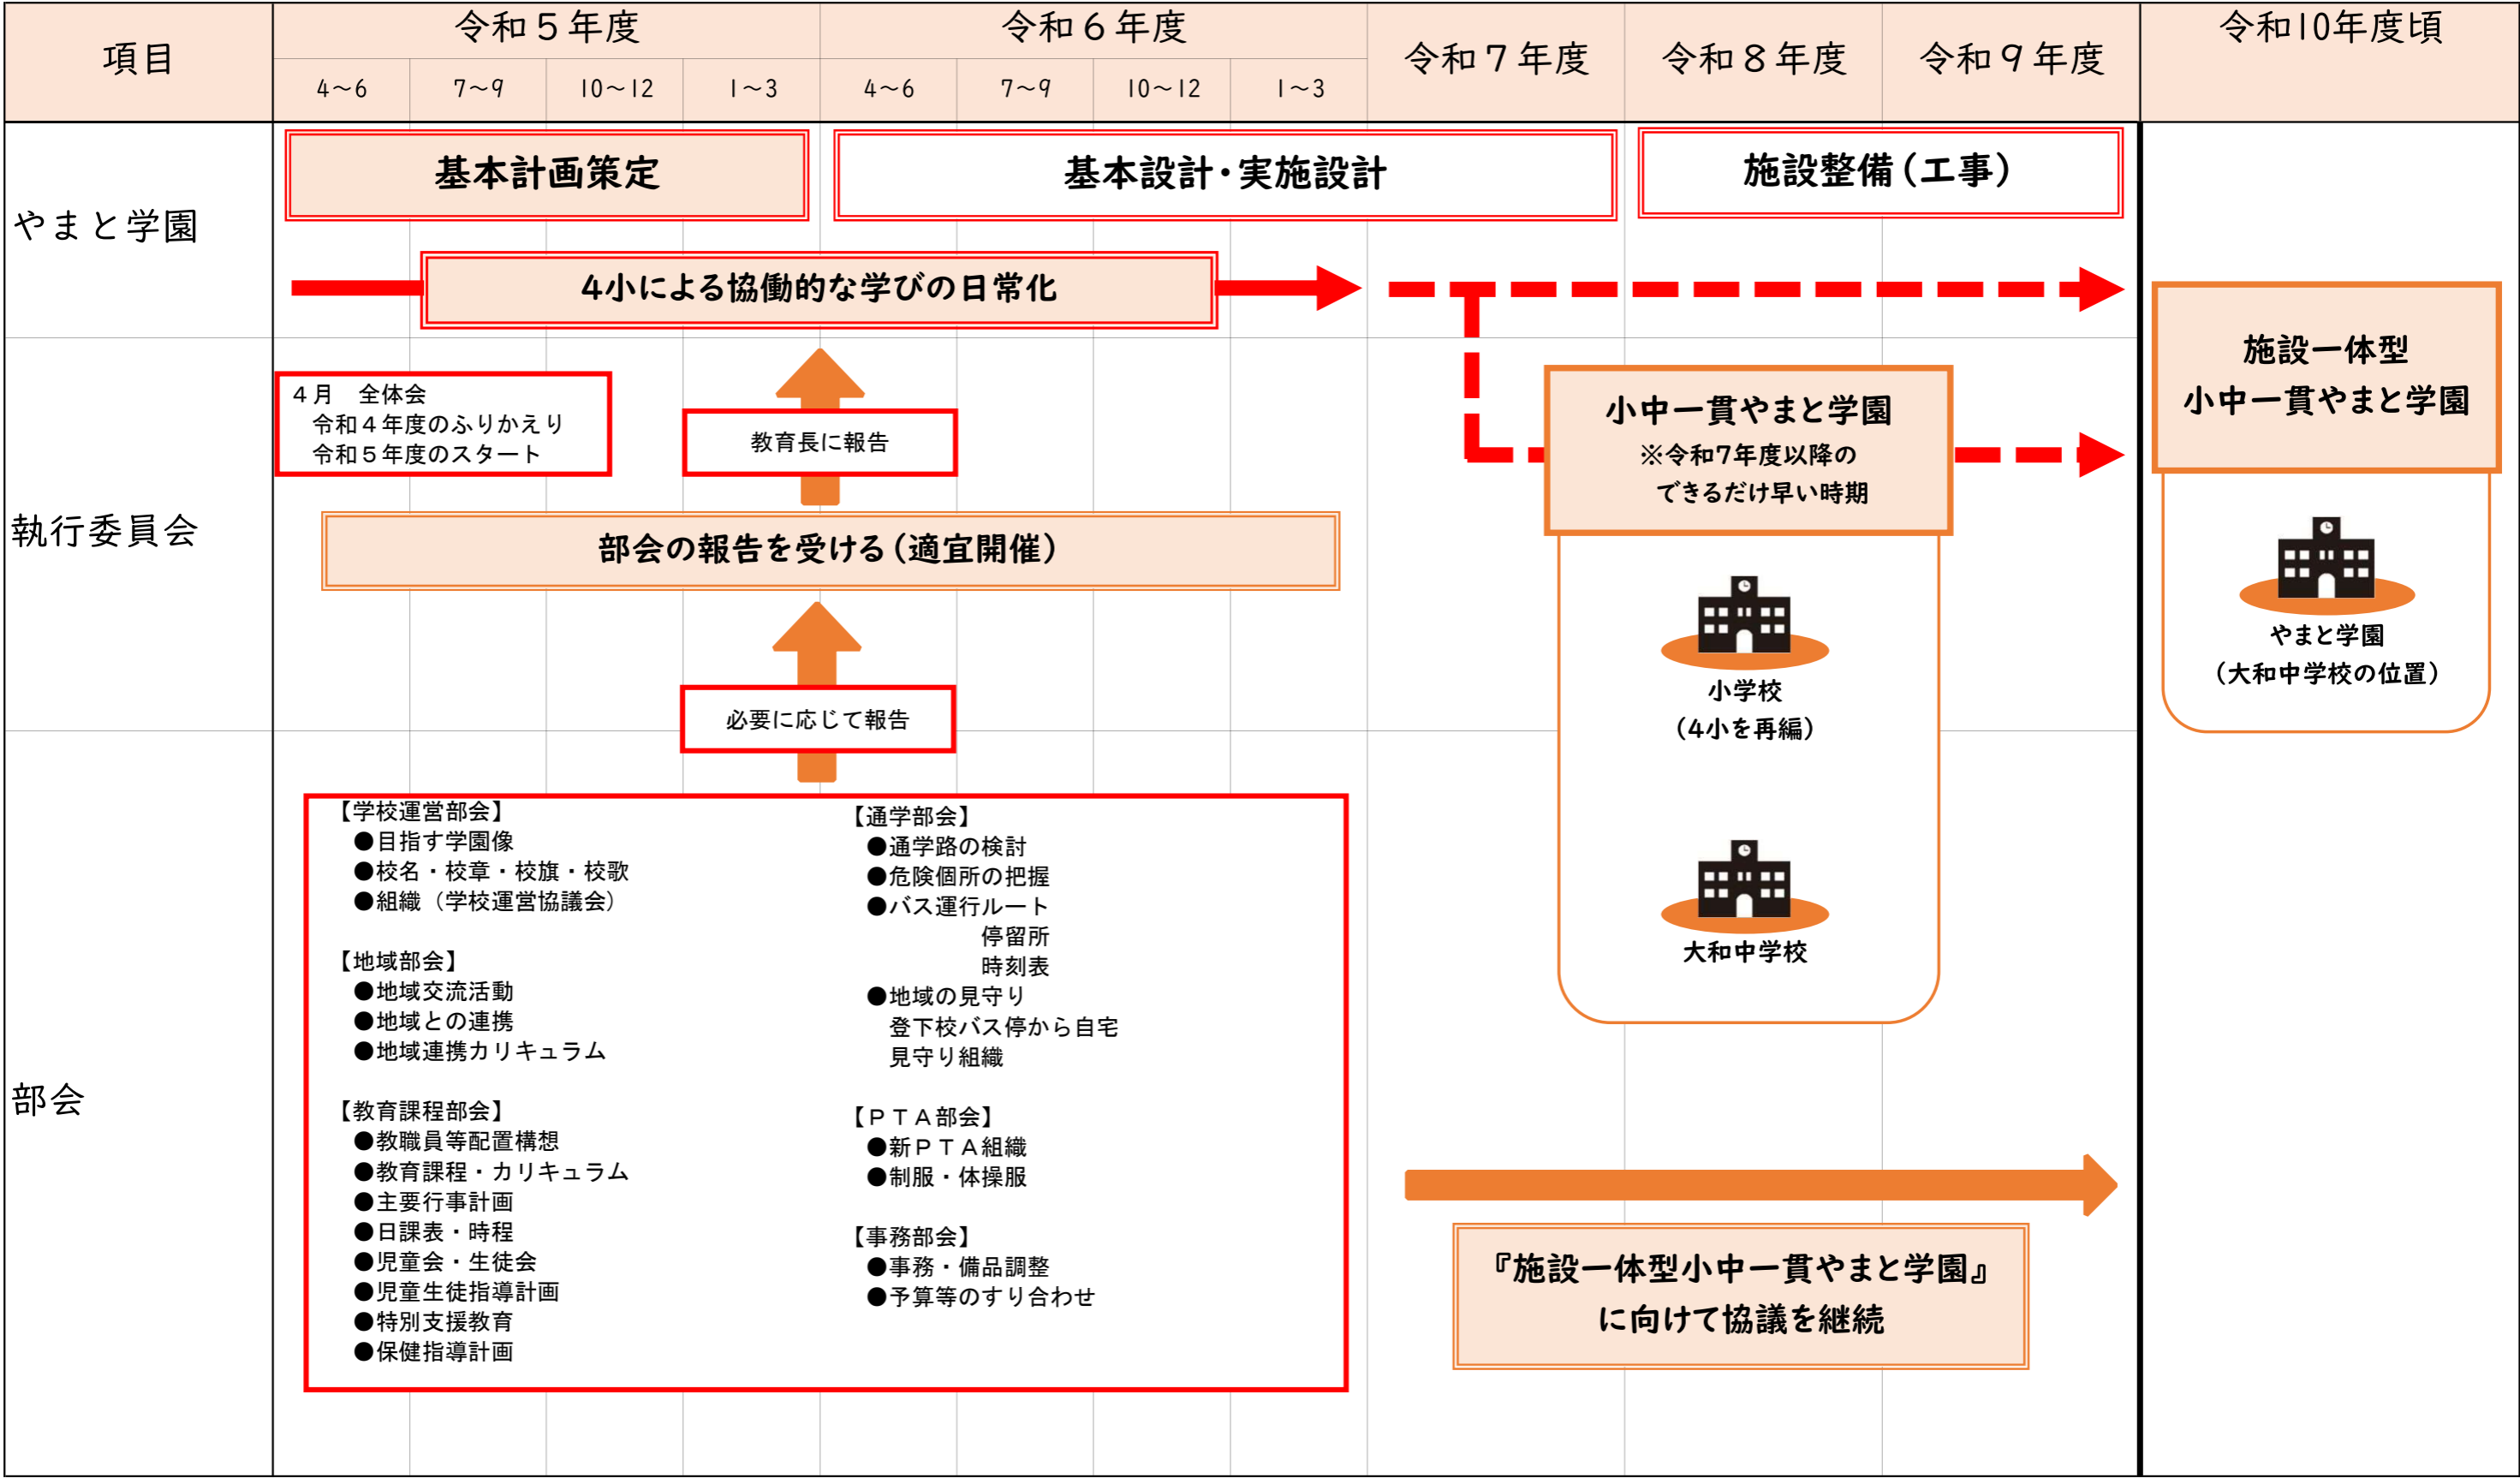 項目
令和５年度
令和６年度
令和７年度
令和８年度
令和９年度
令和10年度頃
4～6
7～9
10～12
1～3
4～6
7～9
10～12
1～3
やまと学園
基本計画策定
基本設計・実施設計
施設整備（工事）
4小による協働的な学びの日常化
執行委員会
４月　全体会
令和４年度のふりかえり
令和５年度のスタート
教育長に報告
部会の報告を受ける（適宜開催）
必要に応じて報告
小中一貫やまと学園
※令和7年度以降の
できるだけ早い時期
小学校
（4小を再編）
大和中学校
施設一体型
小中一貫やまと学園
やまと学園
（大和中学校の位置）
部会
【学校運営部会】
●目指す学園像
●校名・校章・校旗・校歌
●組織（学校運営協議会）
【地域部会】
●地域交流活動
●地域との連携
●地域連携カリキュラム
【教育課程部会】
●教職員等配置構想
●教育課程・カリキュラム
●主要行事計画
●日課表・時程
●児童会・生徒会
●児童生徒指導計画
●特別支援教育
●保健指導計画
【通学部会】
●通学路の検討
●危険個所の把握
●バス運行ルート
停留所
時刻表
●地域の見守り
登下校バス停から自宅
見守り組織
【ＰＴＡ部会】
●新ＰＴＡ組織
●制服・体操服
【事務部会】
●事務・備品調整
●予算等のすり合わせ
『施設一体型小中一貫やまと学園』
に向けて協議を継続